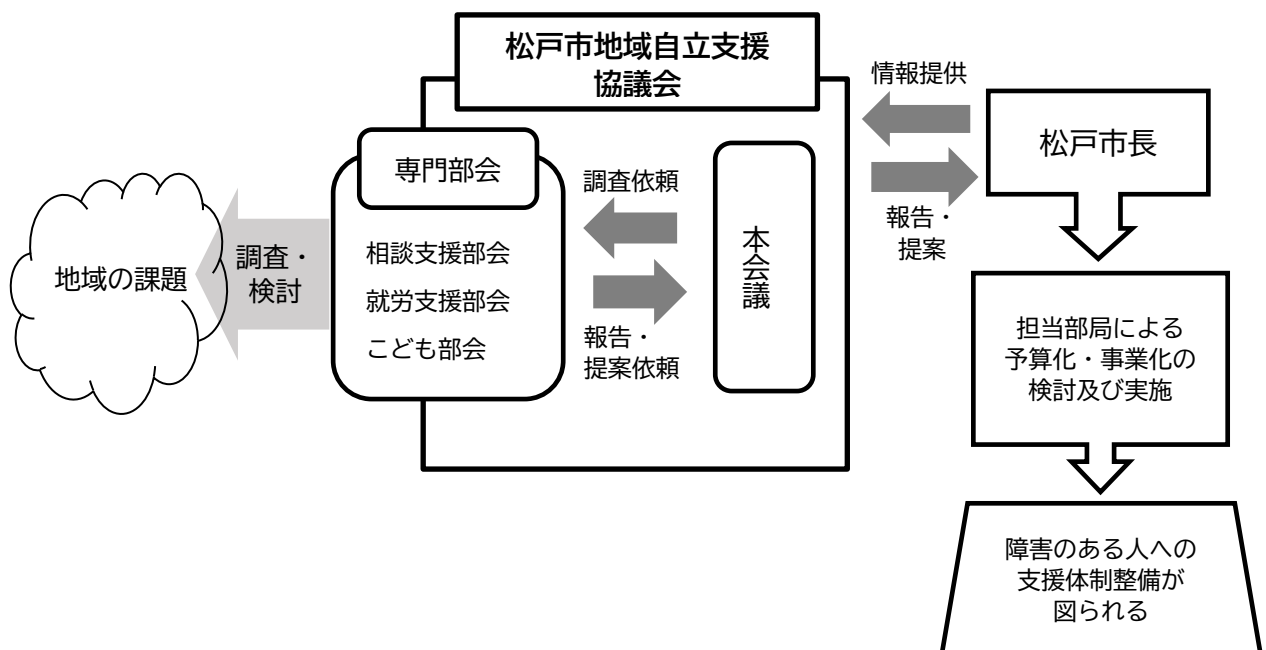 松戸市地域自立支援
協議会
情報提供
松戸市長
報告・
提案
専門部会
相談支援部会
就労支援部会
こども部会
調査依頼
報告・
提案依頼
本会議
地域の課題
調査・
検討
担当部局による
予算化・事業化の
検討及び実施
障害のある人への
支援体制整備が
図られる